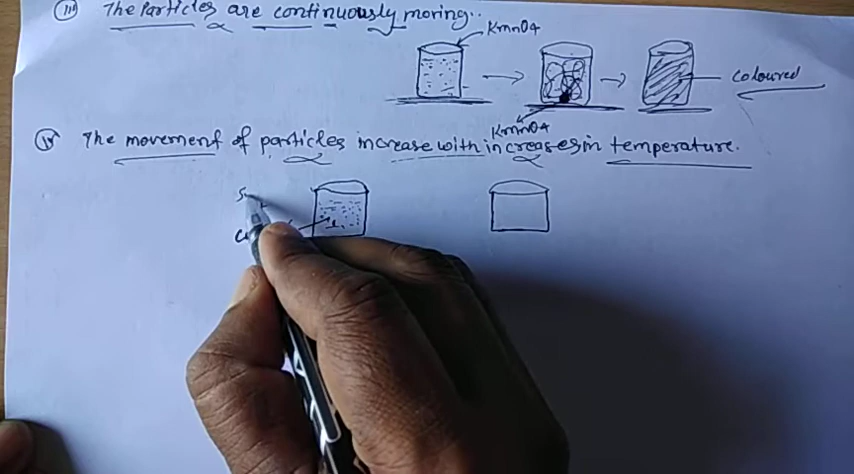 (iii) The Particles are continuously moving..
KMnO4
Coloured
KMnO4
(iv) The movement of particles increase with increases in temperature.